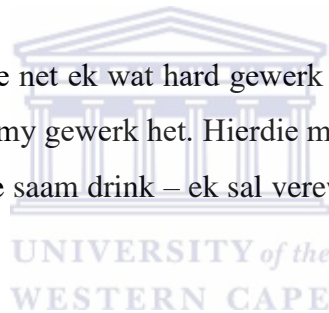 e net ek wat hard gewerk
my gewerk het. Hierdie m
e saam drink – ek sal verew
UNIVERSITY of the
WESTERN CAPE